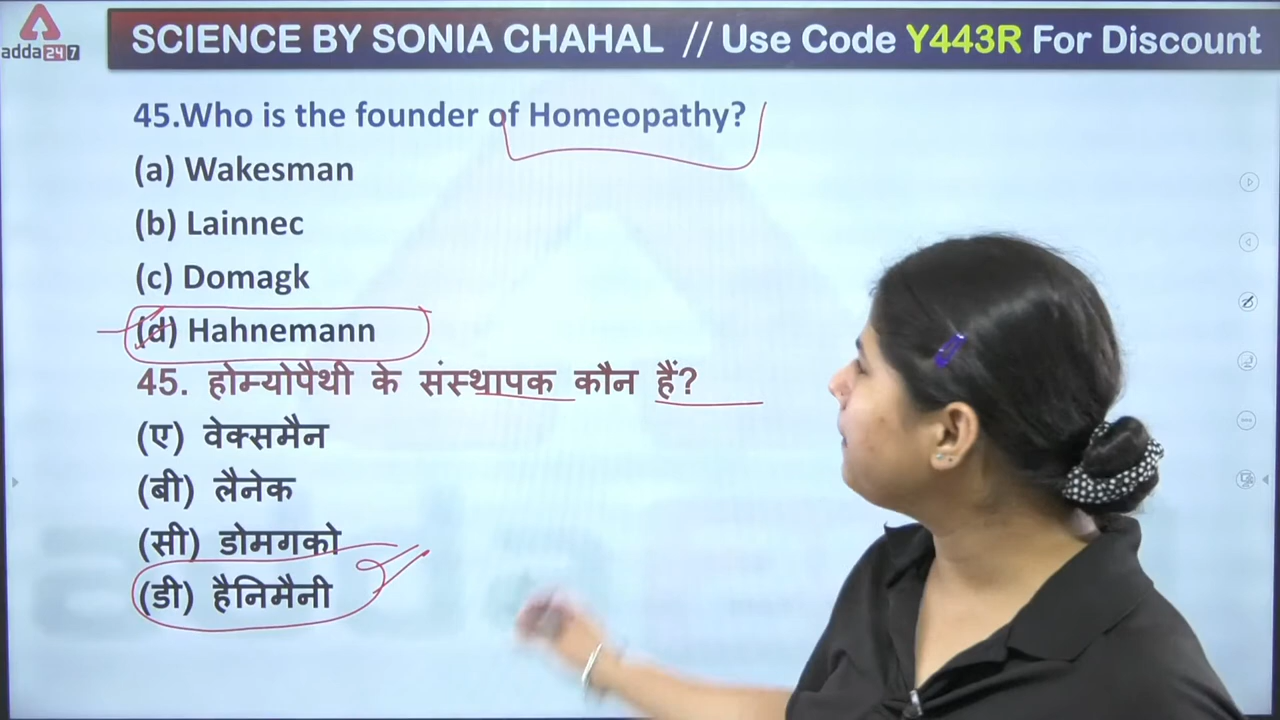 adda247
SCIENCE BY SONIA CHAHAL // Use Code Y443R For Discount
45.Who is the founder of Homeopathy?
(a) Wakesman
(b) Lainnec
(c) Domagk
(d) Hahnemann
45. होम्योपैथी के संस्थापक कौन हैं?
(ए) वेक्समैन
(बी) लैनेक
(सी) डोमगको
(डी) हैनिमैनी
adda